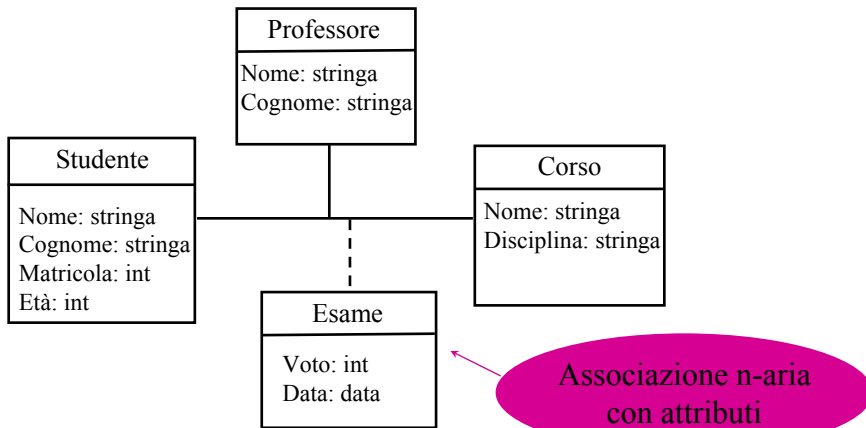 Professore
Nome: stringa
Cognome: stringa
Studente
Nome: stringa
Cognome: stringa
Matricola: int
Età: int
Corso
Nome: stringa
Disciplina: stringa
Esame
Voto: int
Data: data
Associazione n-aria
con attributi